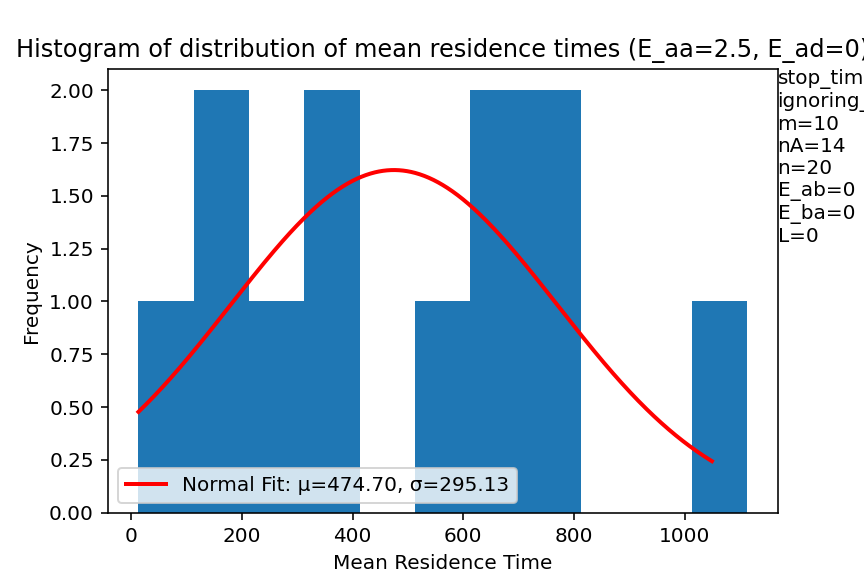 Histogram of distribution of mean residence times (E_aa=2.5, E_ad=0)
stop_tim
ignoring_
m=10
nA=14
n=20
E_ab=0
E_ba=0
L=0
2.00
1.75
1.50
1.25
1.00
0.75
0.50
0.25
0.00
Frequency
Normal Fit: μ=474.70, σ=295.13
0 200 400 600 800 1000
Mean Residence Time